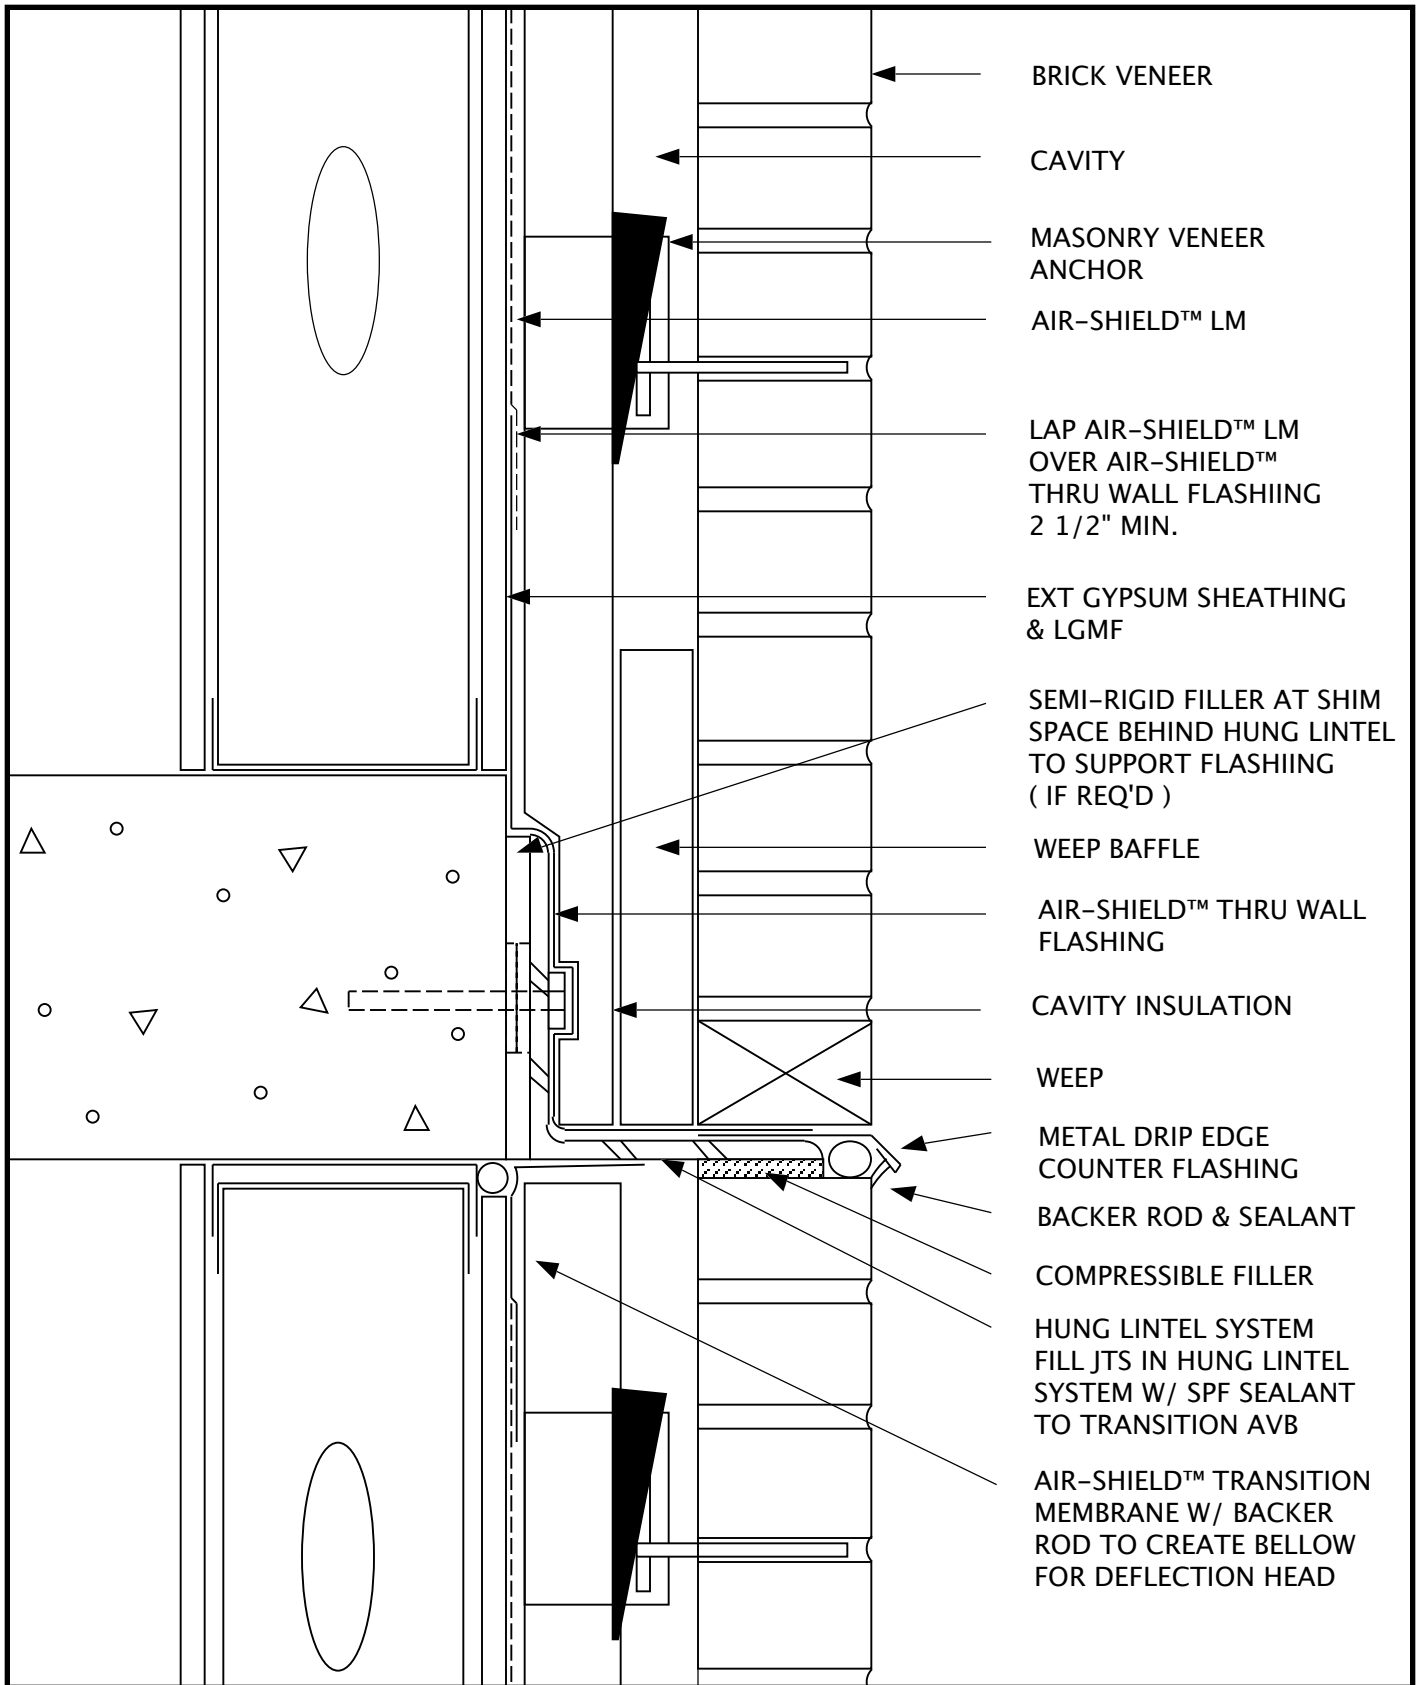 BRICK VENEER
CAVITY
MASONRY VENEER
ANCHOR
AIR–SHIELD™ LM
LAP AIR–SHIELD™ LM
OVER AIR–SHIELD™
THRU WALL FLASHIING
2 1/2" MIN.
EXT GYPSUM SHEATHING
& LGMF
SEMI–RIGID FILLER AT SHIM
SPACE BEHIND HUNG LINTEL
TO SUPPORT FLASHIING
( IF REQ'D )
WEEP BAFFLE
AIR–SHIELD™ THRU WALL
FLASHING
CAVITY INSULATION
WEEP
METAL DRIP EDGE
COUNTER FLASHING
BACKER ROD & SEALANT
COMPRESSIBLE FILLER
HUNG LINTEL SYSTEM
FILL JTS IN HUNG LINTEL
SYSTEM W/ SPF SEALANT
TO TRANSITION AVB
AIR–SHIELD™ TRANSITION
MEMBRANE W/ BACKER
ROD TO CREATE BELLOW
FOR DEFLECTION HEAD